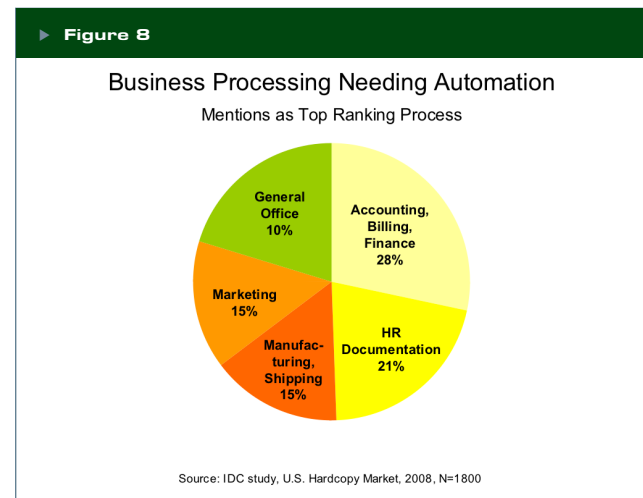 Figure 8
Business Processing Needing Automation
Mentions as Top Ranking Process
General
Office
10%
Accounting,
Billing,
Finance
28%
Marketing
15%
HR
Documentation
21%
Manufac-
turing,
Shipping
15%
Source: IDC study, U.S. Hardcopy Market, 2008, N=1800